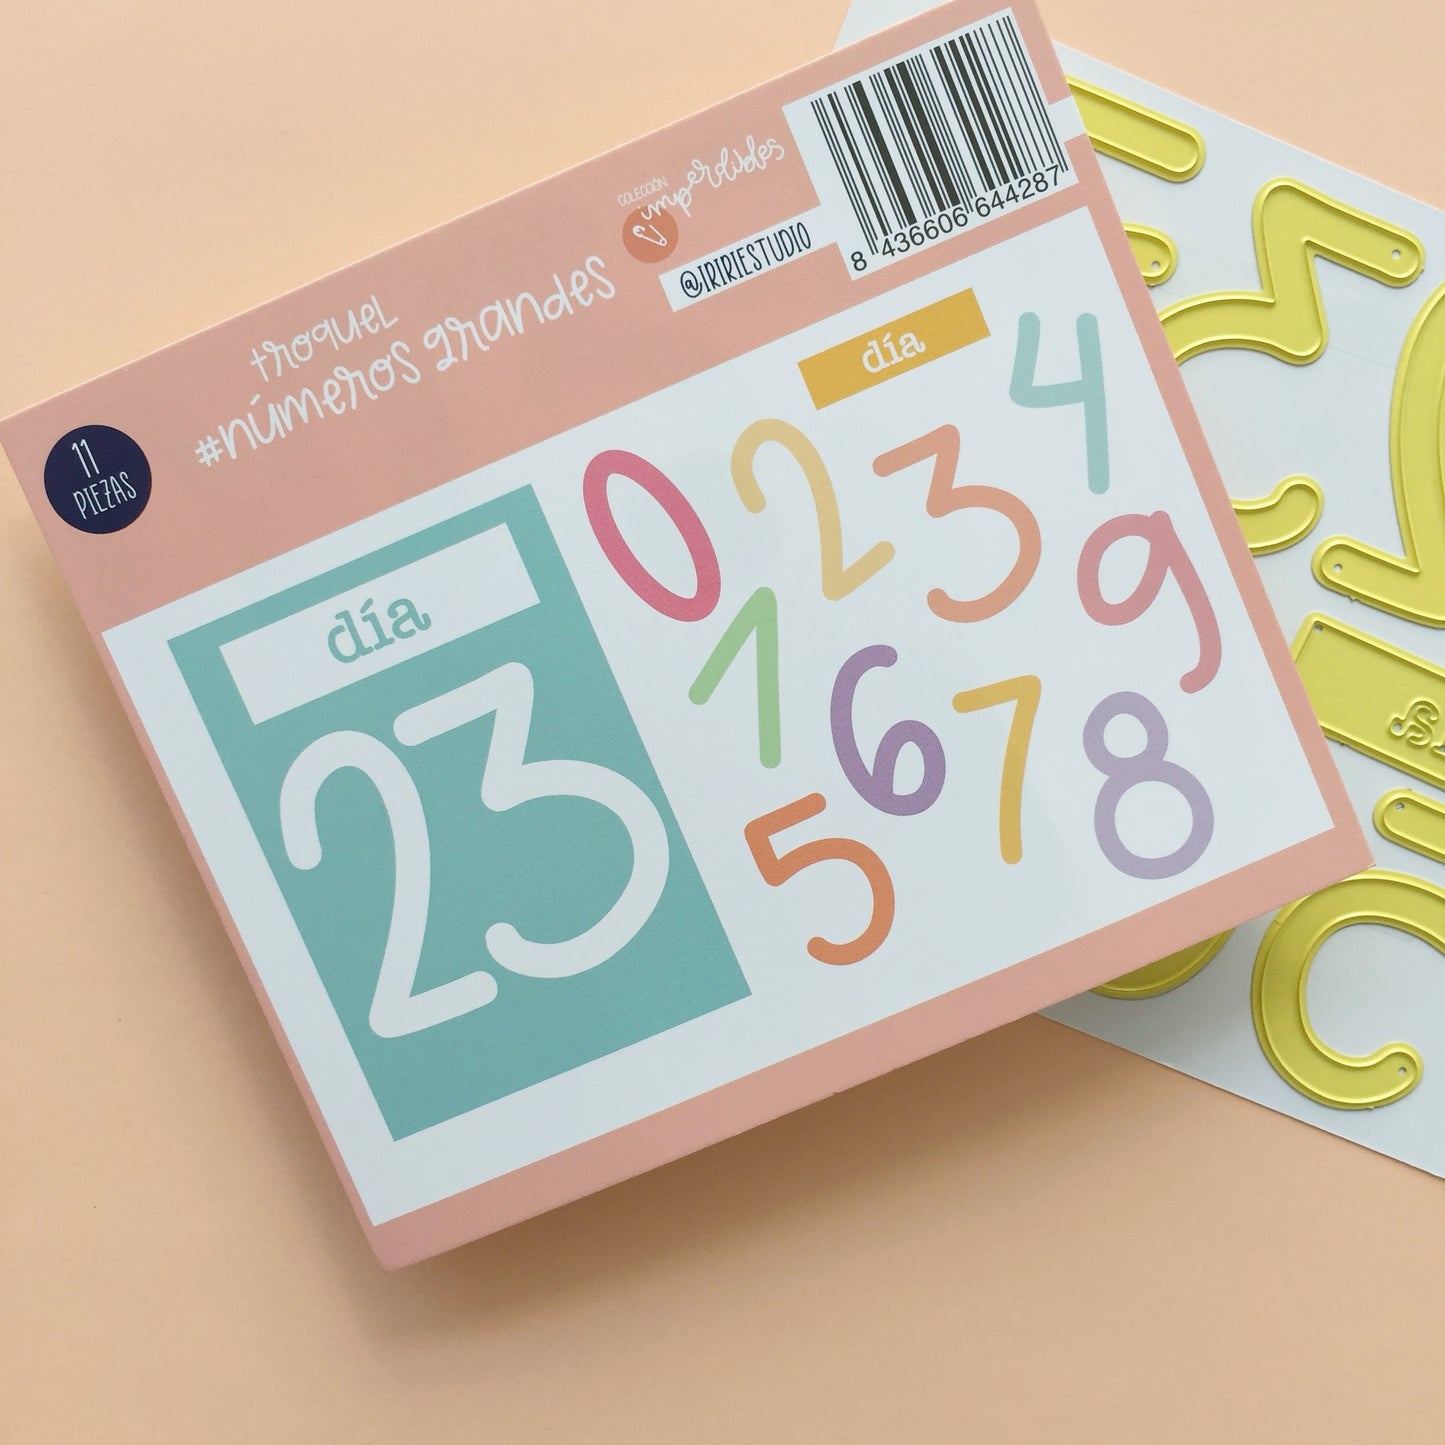 COLECCIÓN
imperdibles
@IRIRIESTUDIO
8 436606 644287
troquel
#números grandes
11
PIEZAS
día
23
día
0 2 3 4
1 6 7 9
5 8